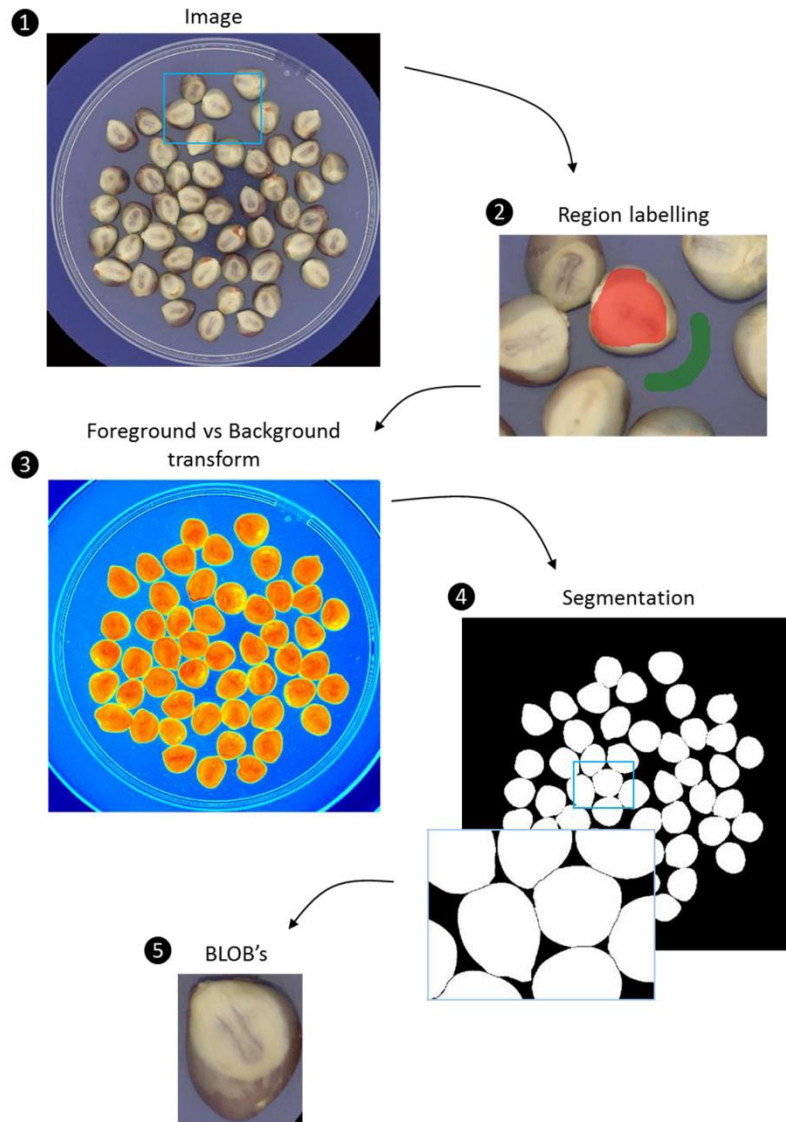 1
Image
2
Region labelling
Foreground vs Background
3
transform
4
Segmentation
5
BLOB's